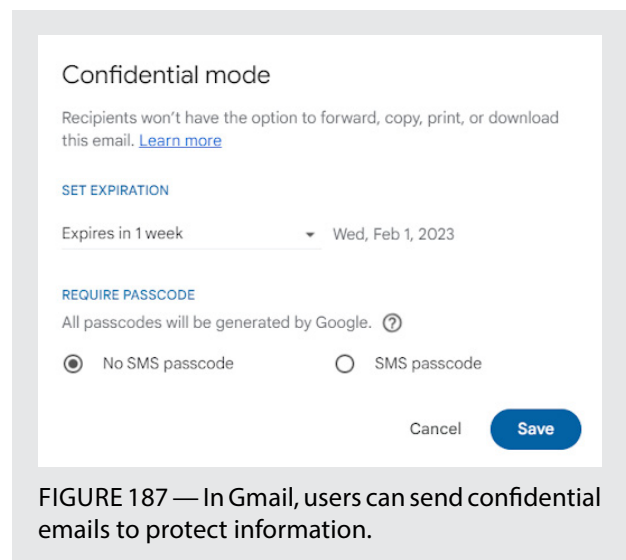 Confidential mode
Recipients won't have the option to forward, copy, print, or download
this email. Learn more
SET EXPIRATION
Expires in 1 week Wed, Feb 1, 2023
REQUIRE PASSCODE
All passcodes will be generated by Google. ?
No SMS passcode SMS passcode
Cancel Save
FIGURE 187 — In Gmail, users can send confidential
emails to protect information.